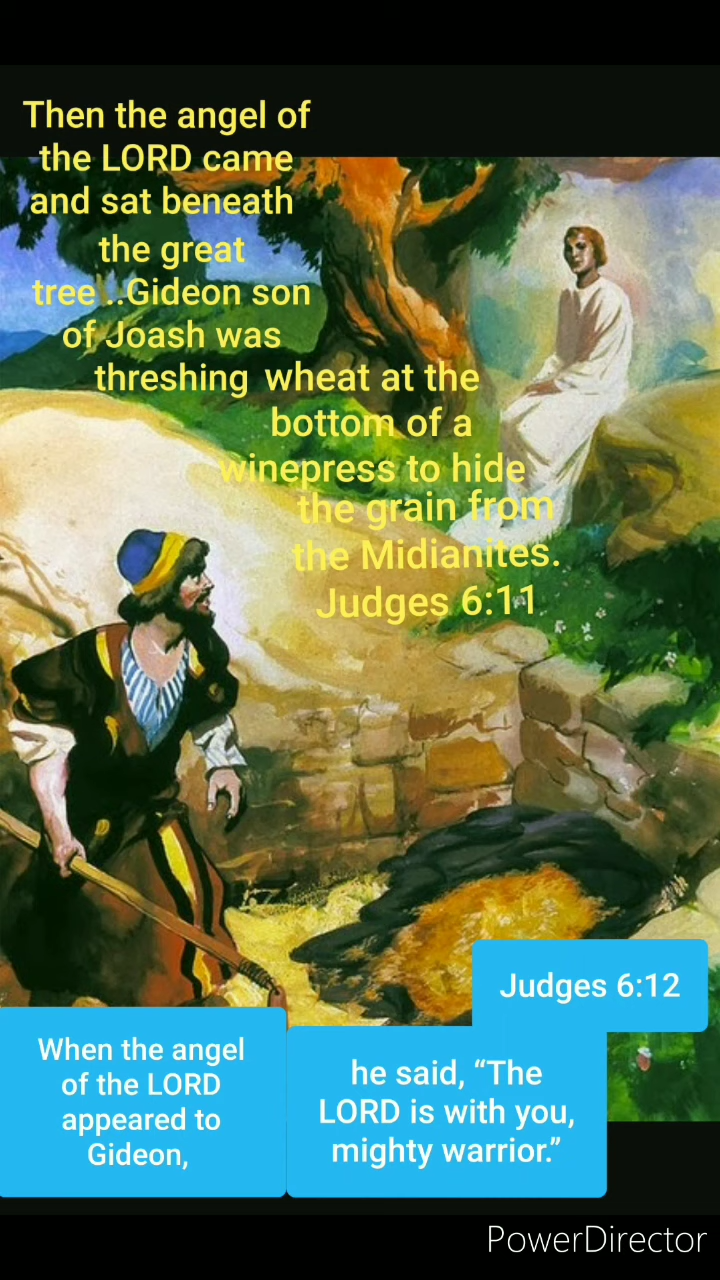 Then the angel of
the LORD came
and sat beneath
the great
tree...Gideon son
of Joash was
threshing wheat at the
bottom of a
winepress to hide
the grain from
the Midianites.
Judges 6:11
Judges 6:12
When the angel
of the LORD
appeared to
Gideon,
he said, “The
LORD is with you,
mighty warrior.”
PowerDirector